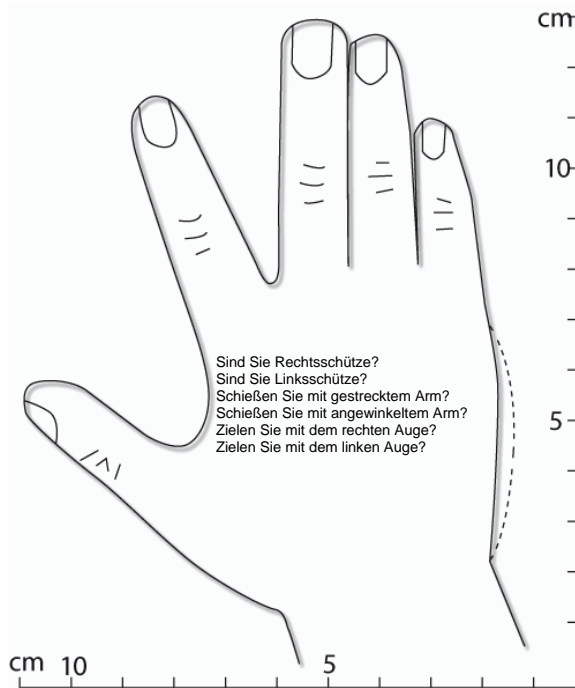 cm
10
Sind Sie Rechtsschütze?
Sind Sie Linksschütze?
Schießen Sie mit gestrecktem Arm?
Schießen Sie mit angewinkeltem Arm?
Zielen Sie mit dem rechten Auge?
Zielen Sie mit dem linken Auge?
5
cm 10 5